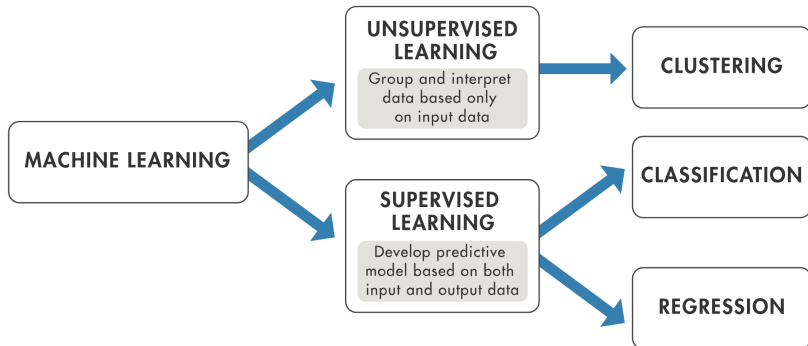 MACHINE LEARNING
UNSUPERVISED
LEARNING
Group and interpret
data based only
on input data
SUPERVISED
LEARNING
Develop predictive
model based on both
input and output data
CLUSTERING
CLASSIFICATION
REGRESSION